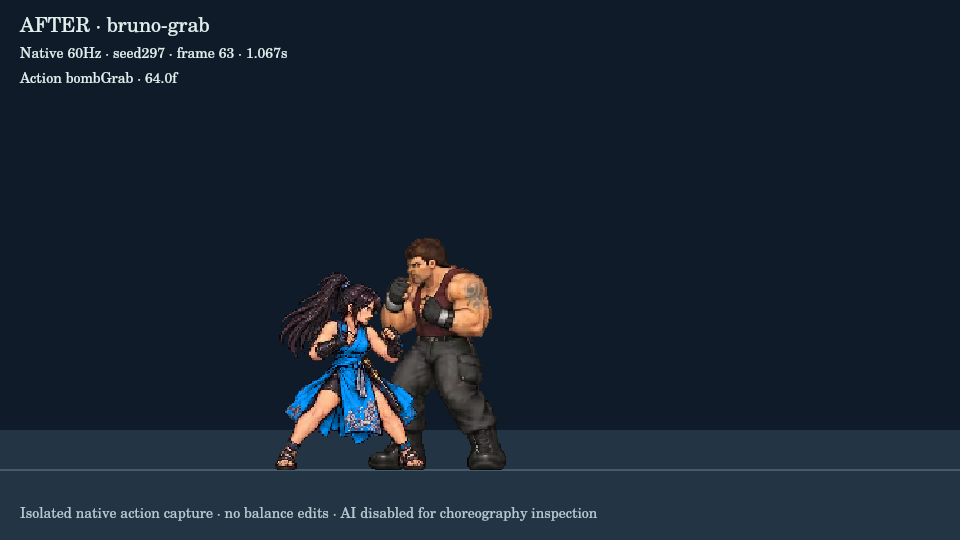 AFTER · bruno-grab
Native 60Hz · seed297 · frame 63 · 1.067s
Action bombGrab · 64.0f
Isolated native action capture · no balance edits · AI disabled for choreography inspection